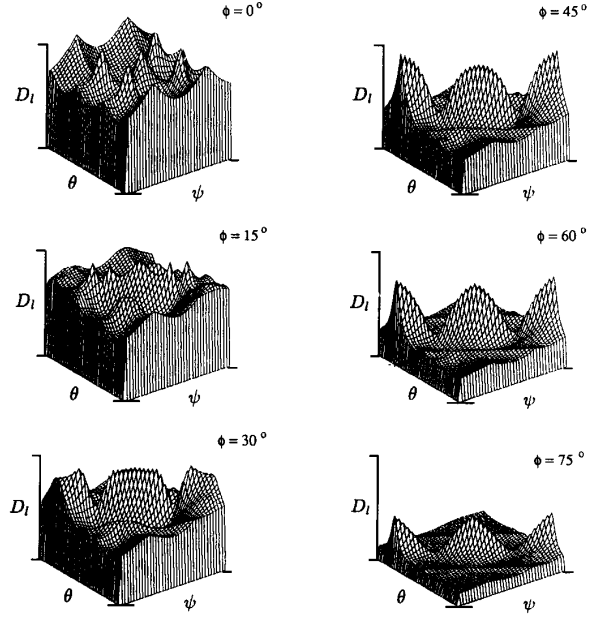 ϕ = 0 °
D_l
θ
ψ
ϕ = 15 °
D_l
θ
ψ
ϕ = 30 °
D_l
θ
ψ
ϕ = 45 °
D_l
θ
ψ
ϕ = 60 °
D_l
θ
ψ
ϕ = 75 °
D_l
θ
ψ